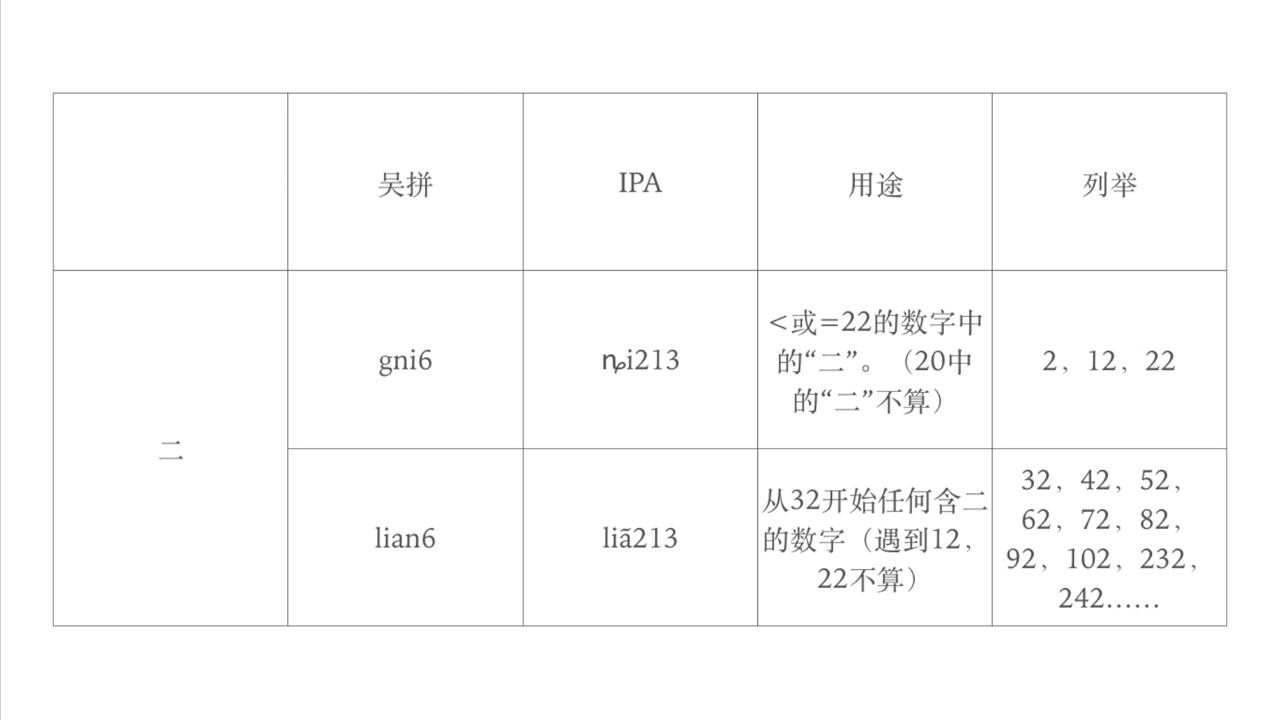 吴拼
IPA
用途
列举
二
gni6
ȵi213
<或=22的数字中
的“二”。（20中
的“二”不算）
2，12，22
lian6
liã213
从32开始任何含二
的数字（遇到12，
22不算）
32，42，52，
62，72，82，
92，102，232，
242……